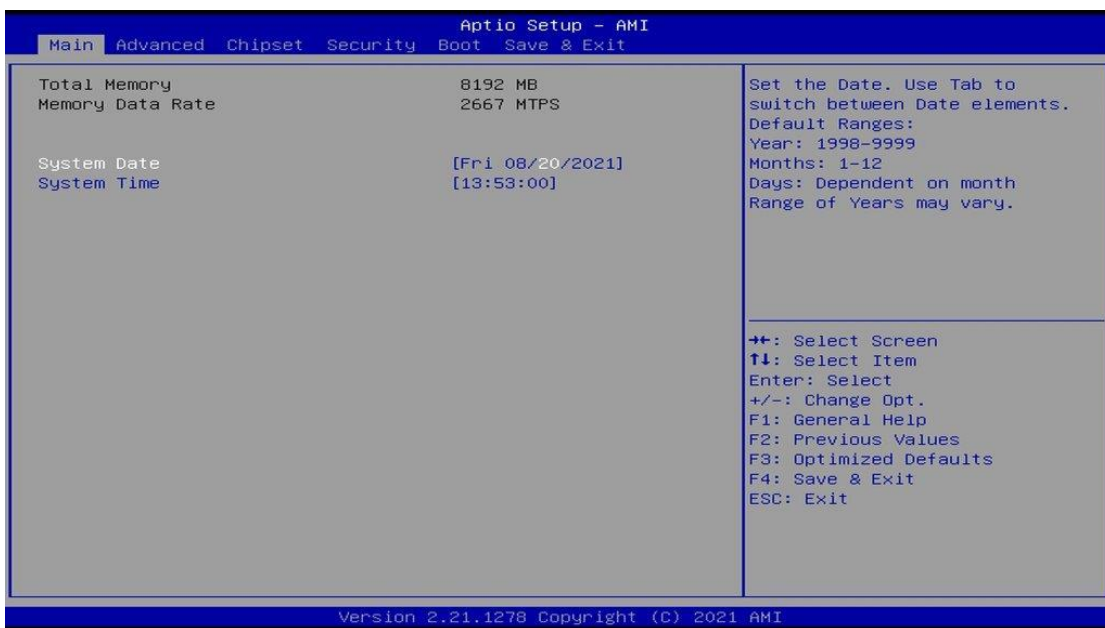 Aptio Setup – AMI
Main Advanced Chipset Security Boot Save & Exit
Total Memory 8192 MB
Memory Data Rate 2667 MTPS
System Date [Fri 08/20/2021]
System Time [13:53:00]
Set the Date. Use Tab to
switch between Date elements.
Default Ranges:
Year: 1998-9999
Months: 1-12
Days: Dependent on month
Range of Years may vary.
→←: Select Screen
↑↓: Select Item
Enter: Select
+/-: Change Opt.
F1: General Help
F2: Previous Values
F3: Optimized Defaults
F4: Save & Exit
ESC: Exit
Version 2.21.1278 Copyright (C) 2021 AMI